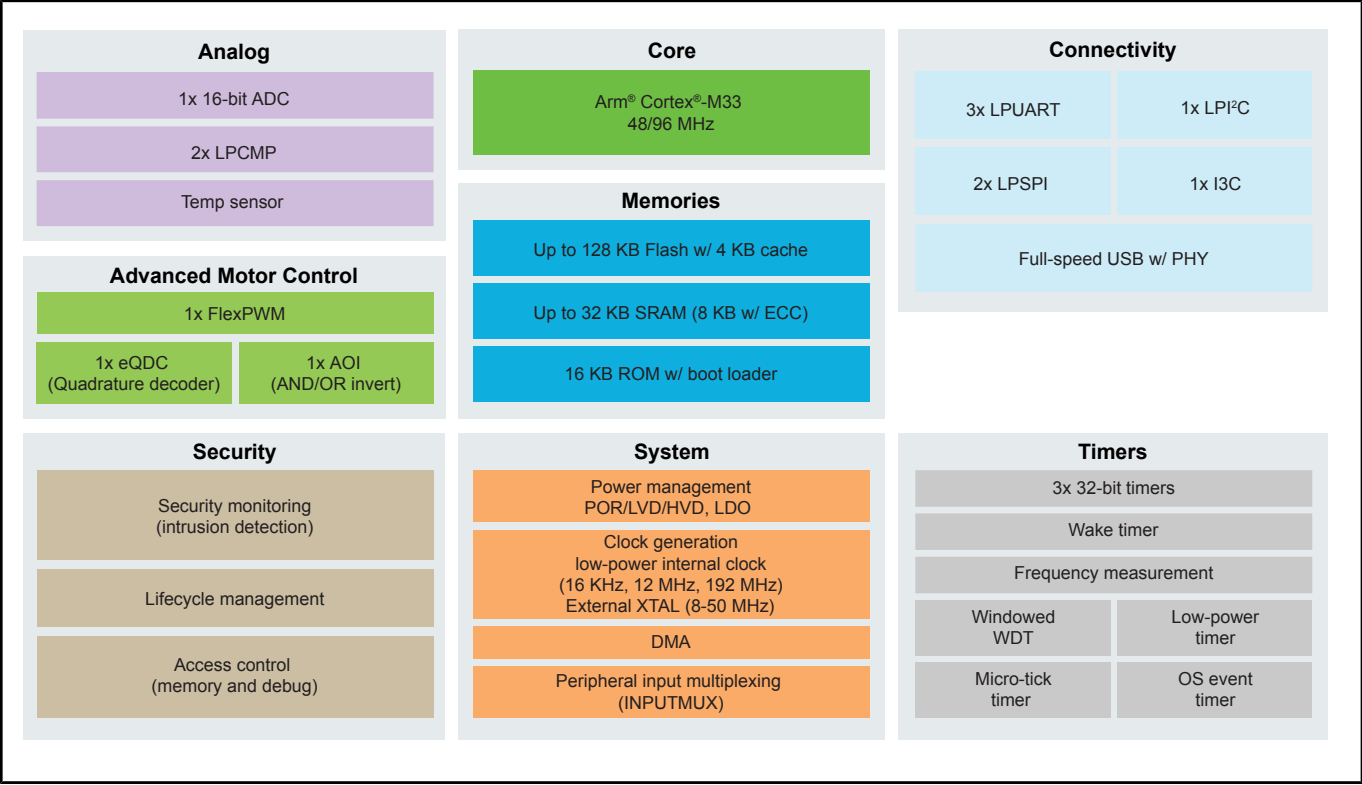 Analog
1x 16-bit ADC
2x LPCMP
Temp sensor
Advanced Motor Control
1x FlexPWM
1x eQDC
(Quadrature decoder)
1x AOI
(AND/OR invert)
Core
Arm® Cortex®-M33
48/96 MHz
Memories
Up to 128 KB Flash w/ 4 KB cache
Up to 32 KB SRAM (8 KB w/ ECC)
16 KB ROM w/ boot loader
Connectivity
3x LPUART
1x LPI²C
2x LPSPI
1x I3C
Full-speed USB w/ PHY
Security
Security monitoring
(intrusion detection)
Lifecycle management
Access control
(memory and debug)
System
Power management
POR/LVD/HVD, LDO
Clock generation
low-power internal clock
(16 KHz, 12 MHz, 192 MHz)
External XTAL (8-50 MHz)
DMA
Peripheral input multiplexing
(INPUTMUX)
Timers
3x 32-bit timers
Wake timer
Frequency measurement
Windowed
WDT
Low-power
timer
Micro-tick
timer
OS event
timer